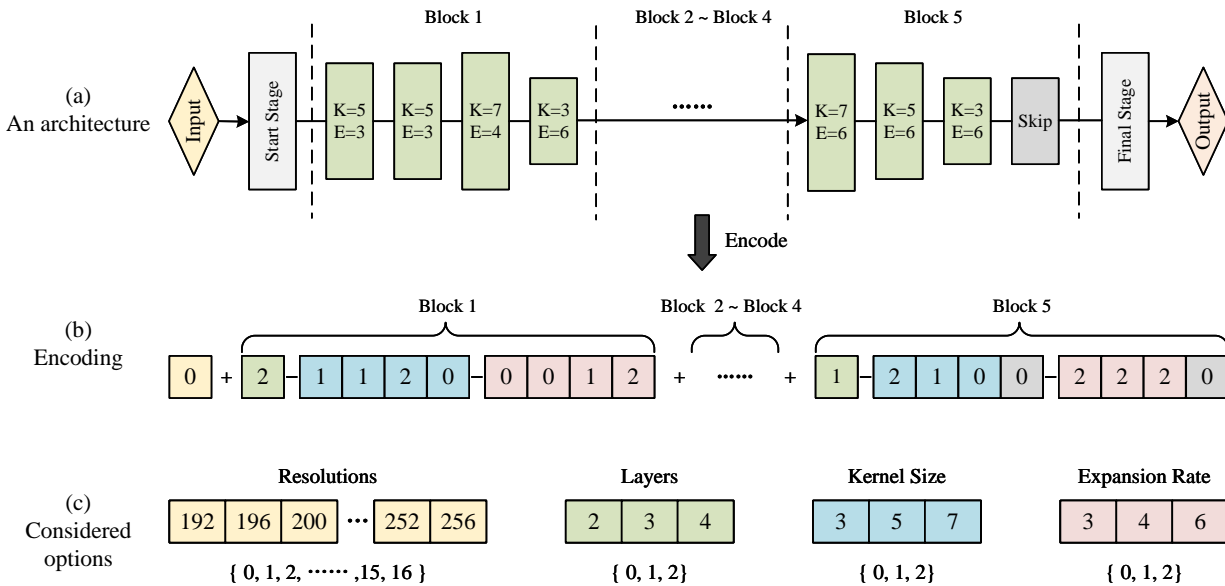 Block 1
Block 2 ~ Block 4
Block 5
(a)
An architecture
Input
Start Stage
K=5
E=3
K=5
E=3
K=7
E=4
K=3
E=6
······
K=7
E=6
K=5
E=6
K=3
E=6
Skip
Final Stage
Output
Encode
Block 1
Block 2 ~ Block 4
Block 5
(b)
Encoding
0 + 2 - 1 1 2 0 - 0 0 1 2 + ······ + 1 - 2 1 0 0 - 2 2 2 0
(c)
Considered
options
Resolutions
192 196 200 ··· 252 256
{ 0, 1, 2, ······ ,15, 16 }
Layers
2 3 4
{ 0, 1, 2}
Kernel Size
3 5 7
{ 0, 1, 2}
Expansion Rate
3 4 6
{ 0, 1, 2}